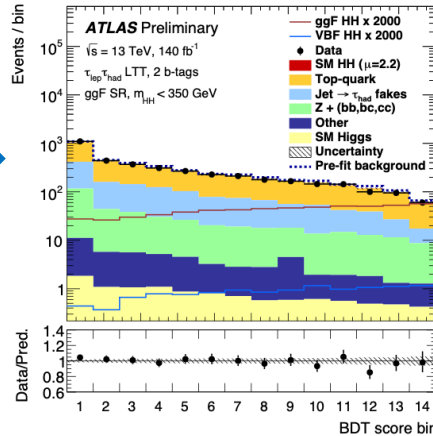 Events / bin
10⁵
10⁴
10³
10²
10
1
ATLAS Preliminary
√s = 13 TeV, 140 fb⁻¹
τlepτhad LTT, 2 b-tags
ggF SR, mHH < 350 GeV
ggF HH x 2000
VBF HH x 2000
Data
SM HH (μ=2.2)
Top-quark
Jet → τhad fakes
Z + (bb,bc,cc)
Other
SM Higgs
Uncertainty
Pre-fit background
Data/Pred.
1.4
1.2
1
0.8
0.6
1 2 3 4 5 6 7 8 9 10 11 12 13 14
BDT score bin